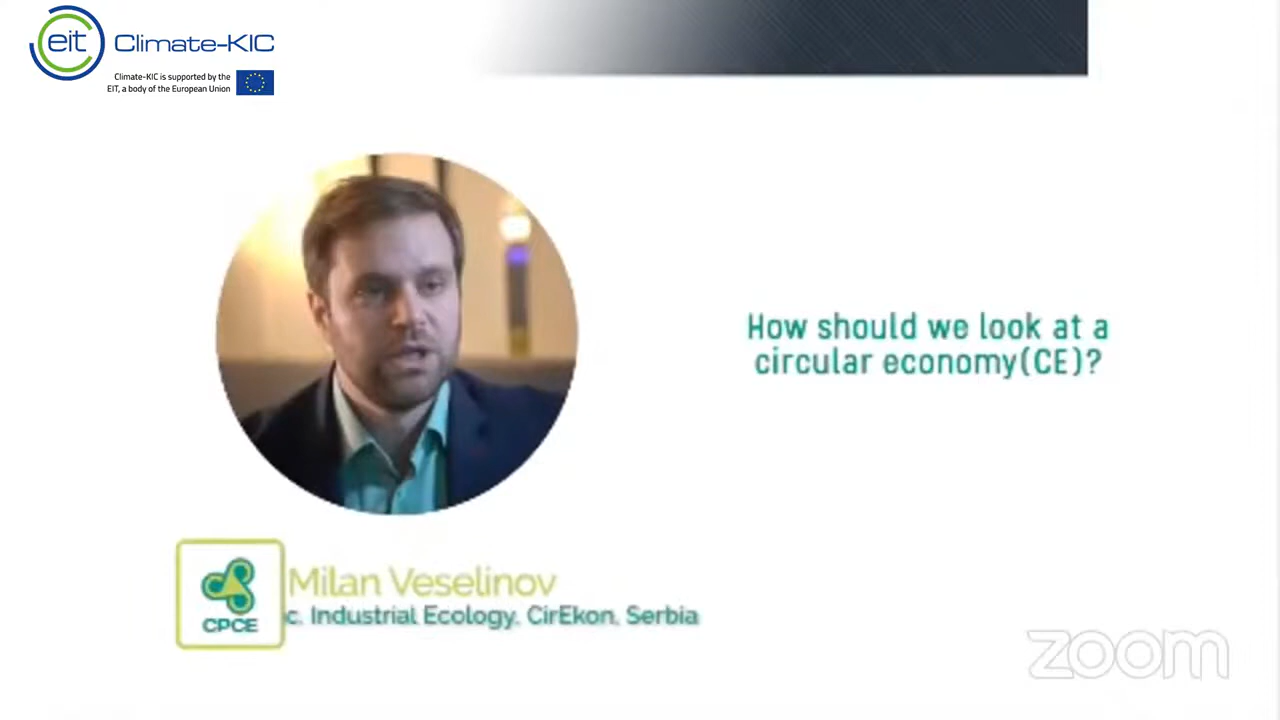 eit Climate-KIC
Climate-KIC is supported by the
EIT, a body of the European Union
How should we look at a
circular economy(CE)?
CPCE
Milan Veselinov
c. Industrial Ecology, CirEkon, Serbia
zoom